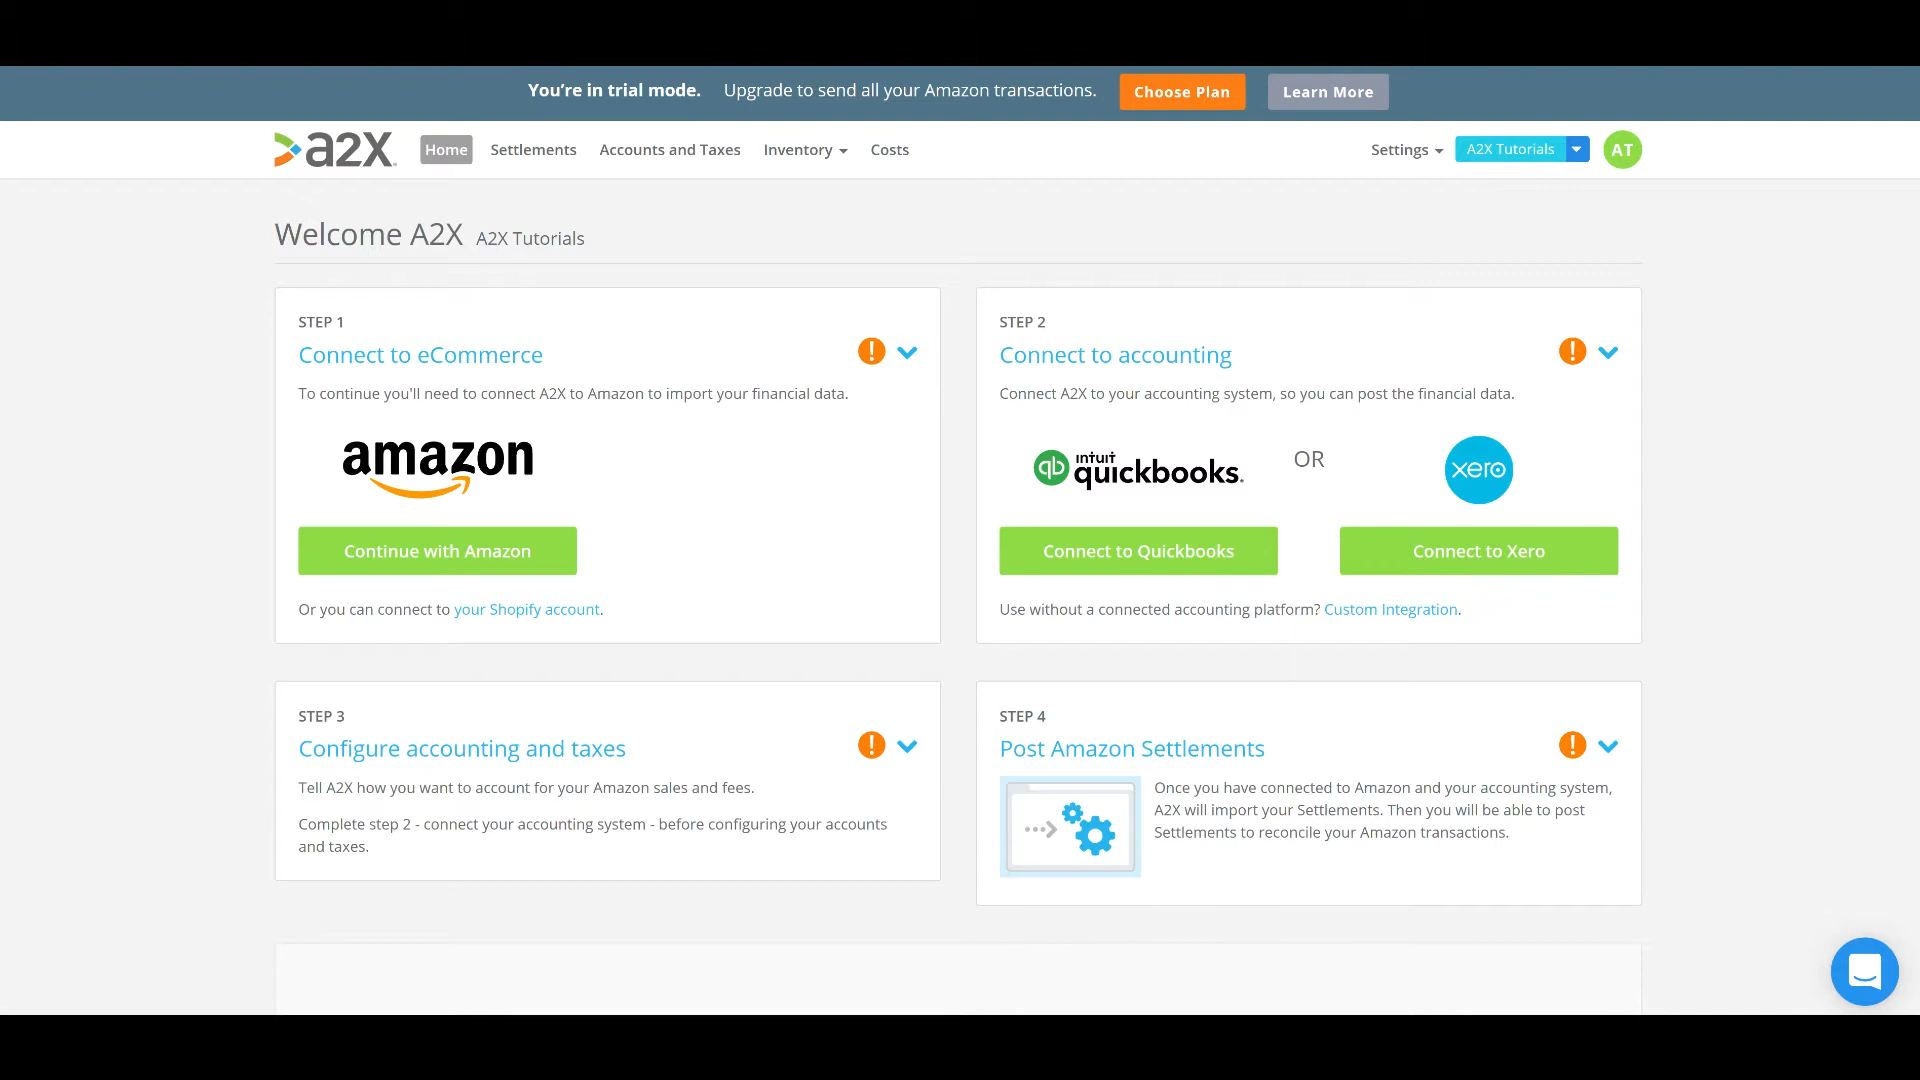 You're in trial mode. Upgrade to send all your Amazon transactions. Choose Plan Learn More
a2x Home Settlements Accounts and Taxes Inventory Costs Settings A2X Tutorials AT
Welcome A2X A2X Tutorials
STEP 1
Connect to eCommerce
To continue you'll need to connect A2X to Amazon to import your financial data.
amazon
Continue with Amazon
Or you can connect to your Shopify account.
STEP 2
Connect to accounting
Connect A2X to your accounting system, so you can post the financial data.
intuit
quickbooks.
qb
OR
xero
Connect to Quickbooks Connect to Xero
Use without a connected accounting platform? Custom Integration.
STEP 3
Configure accounting and taxes
Tell A2X how you want to account for your Amazon sales and fees.
Complete step 2 - connect your accounting system - before configuring your accounts
and taxes.
STEP 4
Post Amazon Settlements
Once you have connected to Amazon and your accounting system,
A2X will import your Settlements. Then you will be able to post
Settlements to reconcile your Amazon transactions.